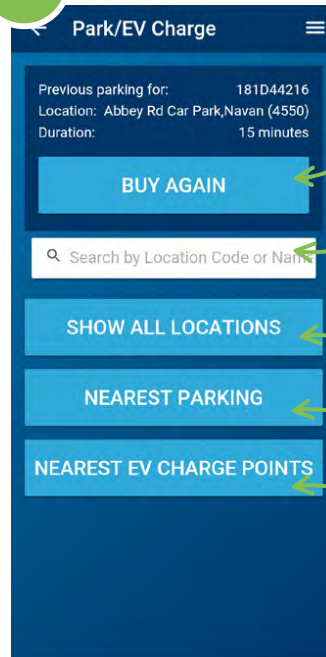 Park/EV Charge
Previous parking for: 181D44216
Location: Abbey Rd Car Park,Navan (4550)
Duration: 15 minutes
BUY AGAIN
Search by Location Code or Name
SHOW ALL LOCATIONS
NEAREST PARKING
NEAREST EV CHARGE POINTS